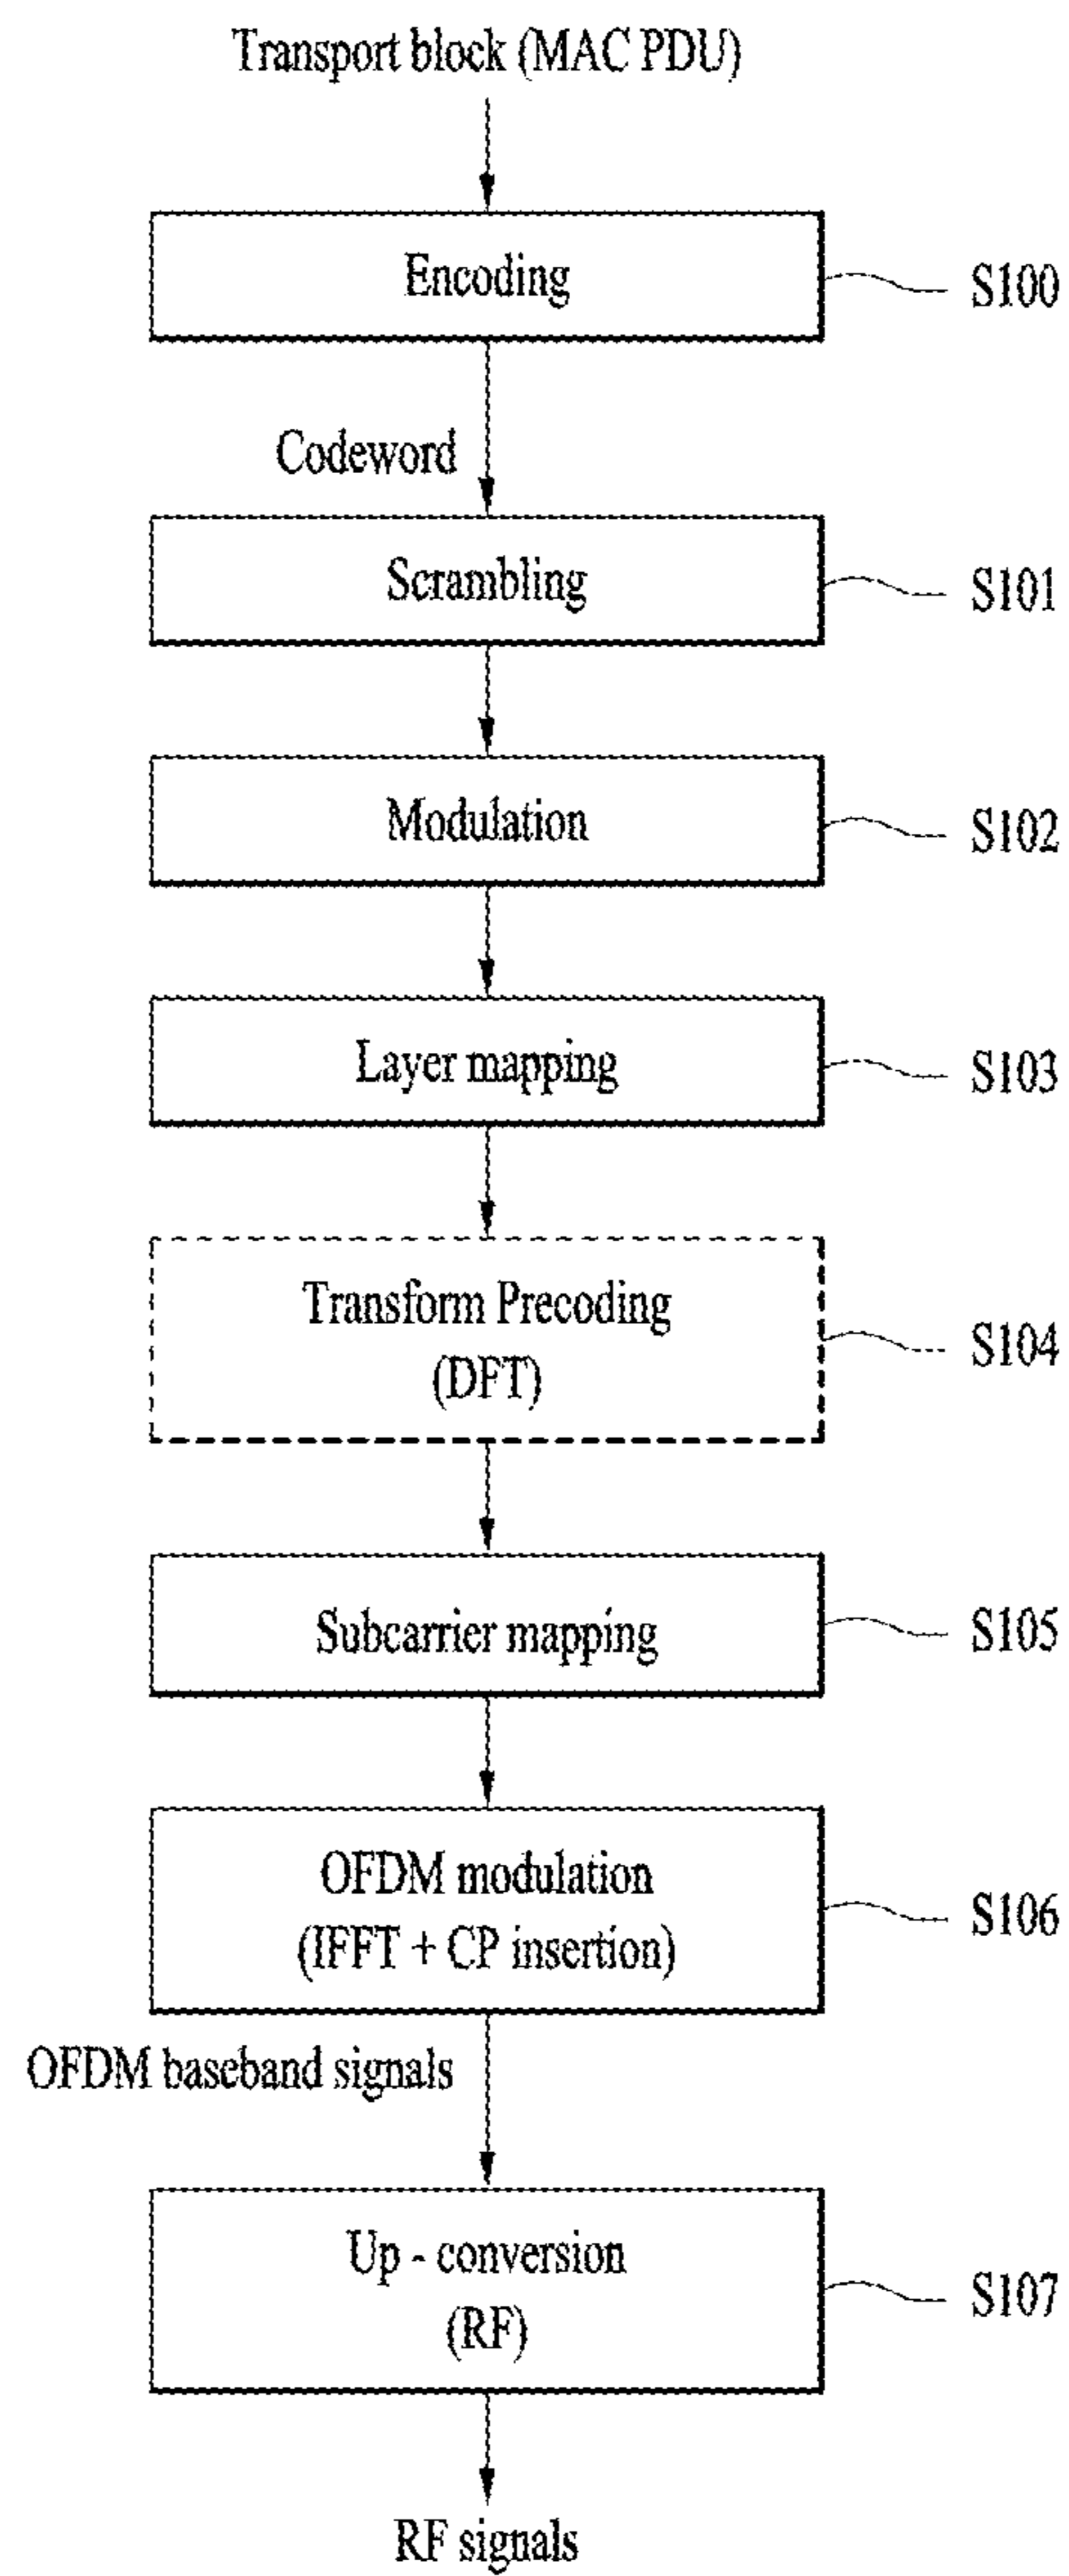 Transport block (MAC PDU)
Encoding
S100
Codeword
Scrambling
S101
Modulation
S102
Layer mapping
S103
Transform Precoding
(DFT)
S104
Subcarrier mapping
S105
OFDM modulation
(IFFT + CP insertion)
S106
OFDM baseband signals
Up - conversion
(RF)
S107
RF signals